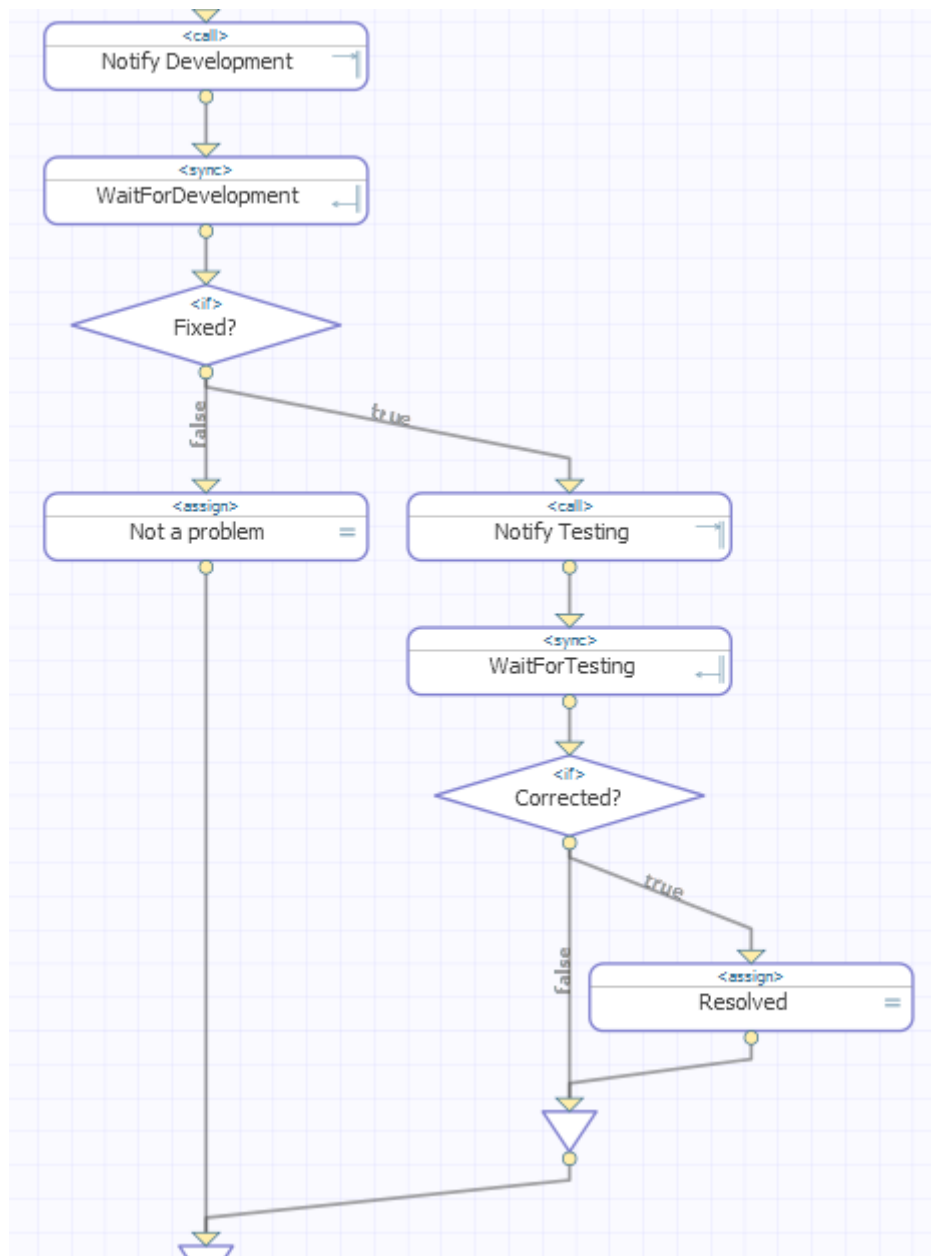 <call>
Notify Development
<sync>
WaitForDevelopment
<if>
Fixed?
false
true
<assign>
Not a problem
=
<call>
Notify Testing
<sync>
WaitForTesting
<if>
Corrected?
true
false
<assign>
Resolved
=